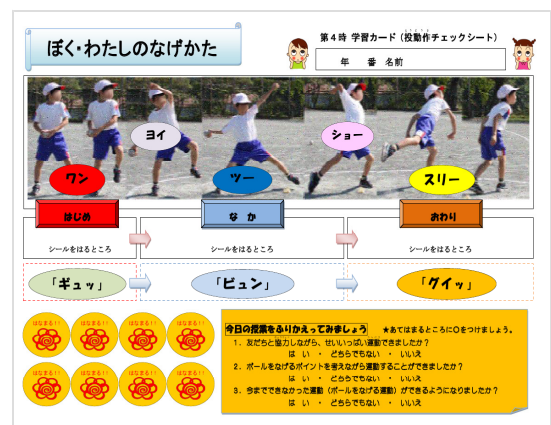 ぼく・わたしのなげかた
第4時 学習カード (投動作チェックシート)
年 番 名前
ワン
ヨイ
ツー
ショー
スリー
はじめ
なか
おわり
シールをはるところ
シールをはるところ
シールをはるところ
「ギュッ」
「ビュン」
「グイッ」
はなまる!! はなまる!! はなまる!! はなまる!!
はなまる!! はなまる!! はなまる!! はなまる!!
今日の授業をふりかえってみましょう ★あてはまるところに○をつけましょう。
1.友だちと協力しながら、せいいっぱい運動できましたか?
はい ・ どちらでもない ・ いいえ
2.ボールをなげるポイントを考えながら運動することができましたか?
はい ・ どちらでもない ・ いいえ
3.今までできなかった運動(ボールをなげる運動)ができるようになりましたか?
はい ・ どちらでもない ・ いいえ